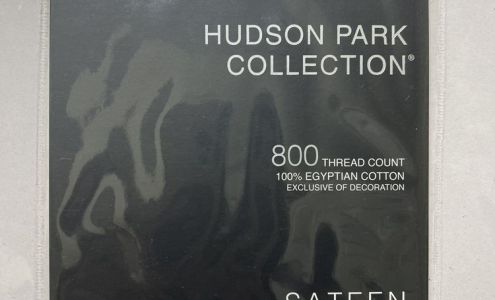 HUDSON PARK
COLLECTION®
800 THREAD COUNT
100% EGYPTIAN COTTON
EXCLUSIVE OF DECORATION
SATEEN